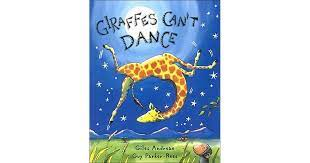 GIRAFFES CAN'T
DANCE
Giles Andreae
Guy Parker-Rees